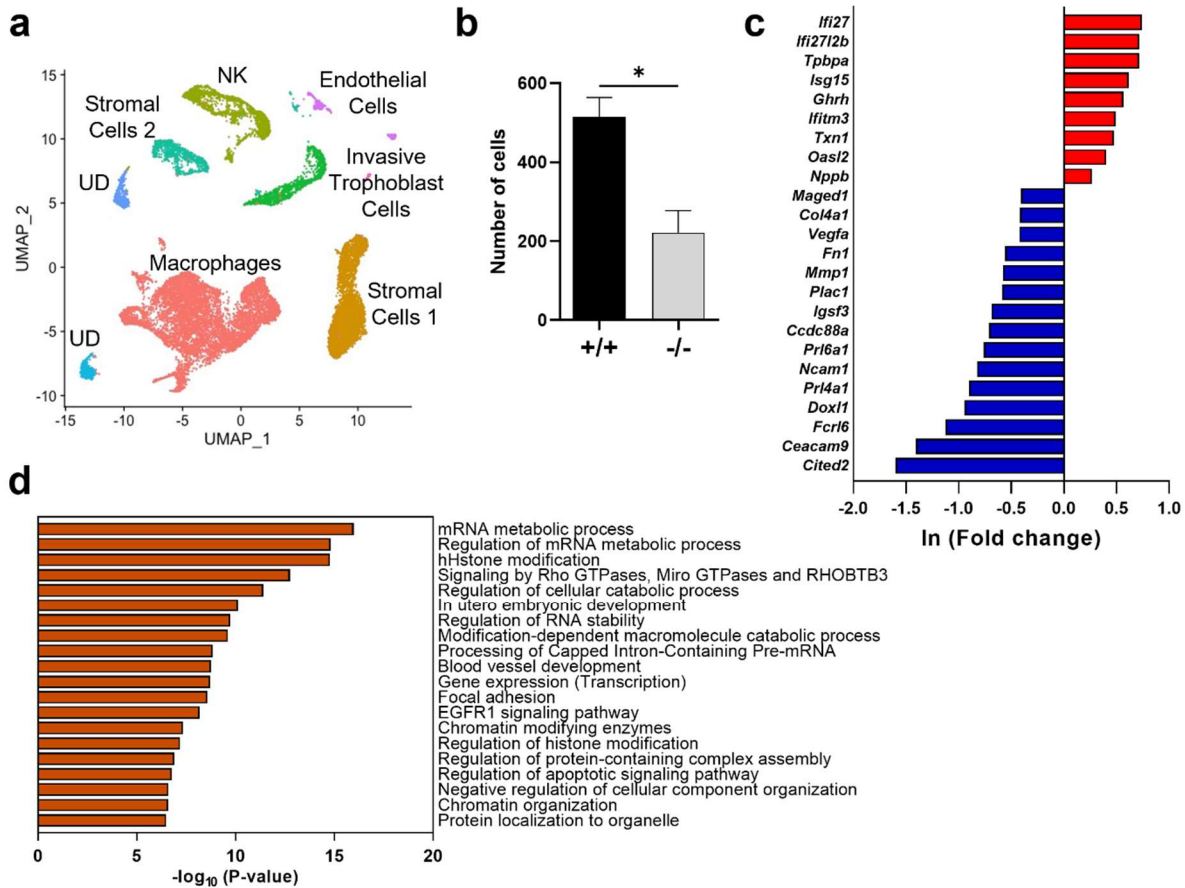 a
15
10
5
0
-5
-10
-15
-10
-5
0
5
10
UMAP_2
UMAP_1
NK
Endothelial
Cells
Stromal
Cells 2
Invasive
Trophoblast
Cells
UD
Macrophages
Stromal
Cells 1
UD
b
Number of cells
600
400
200
0
*
+/+
-/-
c
Ifi27
Ifi27l2b
Tpbpa
Isg15
Ghrh
Ifitm3
Txn1
Oasl2
Nppb
Maged1
Col4a1
Vegfa
Fn1
Mmp1
Plac1
Igsf3
Ccdc88a
Prl6a1
Ncam1
Prl4a1
Doxl1
Fcrl6
Ceacam9
Cited2
-2.0
-1.5
-1.0
-0.5
0.0
0.5
1.0
ln (Fold change)
d
mRNA metabolic process
Regulation of mRNA metabolic process
hHstone modification
Signaling by Rho GTPases, Miro GTPases and RHOBTB3
Regulation of cellular catabolic process
In utero embryonic development
Regulation of RNA stability
Modification-dependent macromolecule catabolic process
Processing of Capped Intron-Containing Pre-mRNA
Blood vessel development
Gene expression (Transcription)
Focal adhesion
EGFR1 signaling pathway
Chromatin modifying enzymes
Regulation of histone modification
Regulation of protein-containing complex assembly
Regulation of apoptotic signaling pathway
Negative regulation of cellular component organization
Chromatin organization
Protein localization to organelle
0
5
10
15
20
-log10 (P-value)